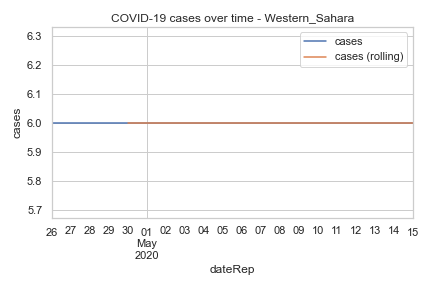 COVID-19 cases over time - Western_Sahara
cases
cases (rolling)
6.3
6.2
6.1
6.0
5.9
5.8
5.7
cases
26 27 28 29 30 01 02 03 04 05 06 07 08 09 10 11 12 13 14 15
May
2020
dateRep